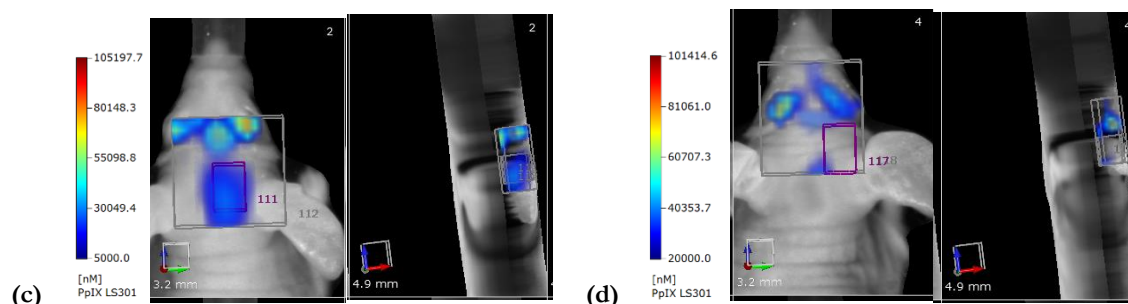 2
2
105197.7
80148.3
55098.8
30049.4
5000.0
[nM]
PpIX LS301
111
112
3.2 mm
4.9 mm
(c)
4
101414.6
81061.0
60707.3
40353.7
20000.0
[nM]
PpIX LS301
117
3.2 mm
4.9 mm
(d)